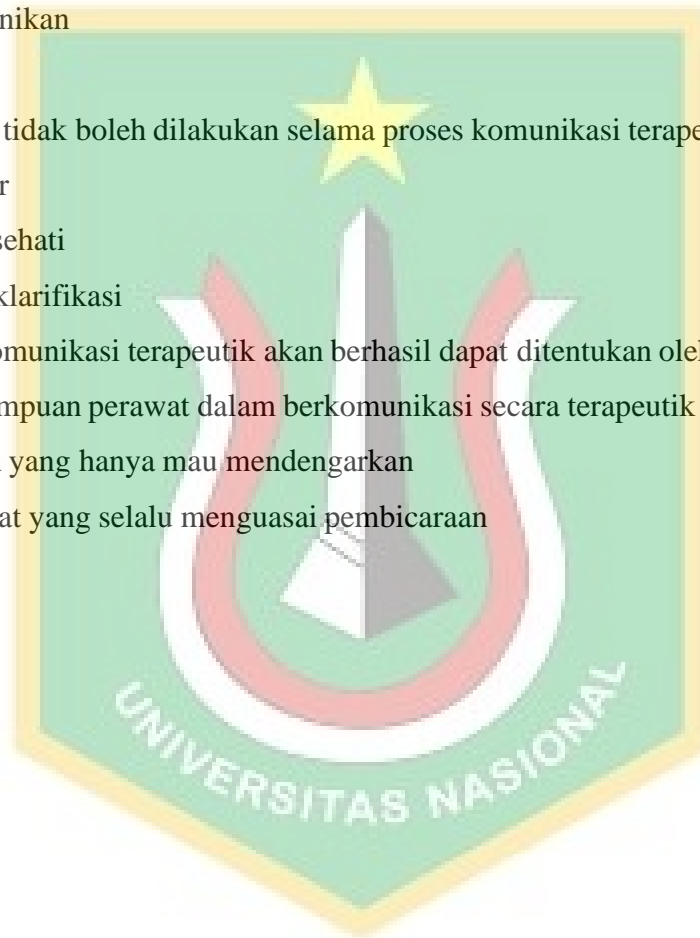 nikan
tidak boleh dilakukan selama proses komunikasi terape
r
sehati
klarifikasi
omunikasi terapeutik akan berhasil dapat ditentukan oleh
mpuan perawat dalam berkomunikasi secara terapeutik
yang hanya mau mendengarkan
at yang selalu menguasai pembicaraan
UNIVERSITAS NASIONAL